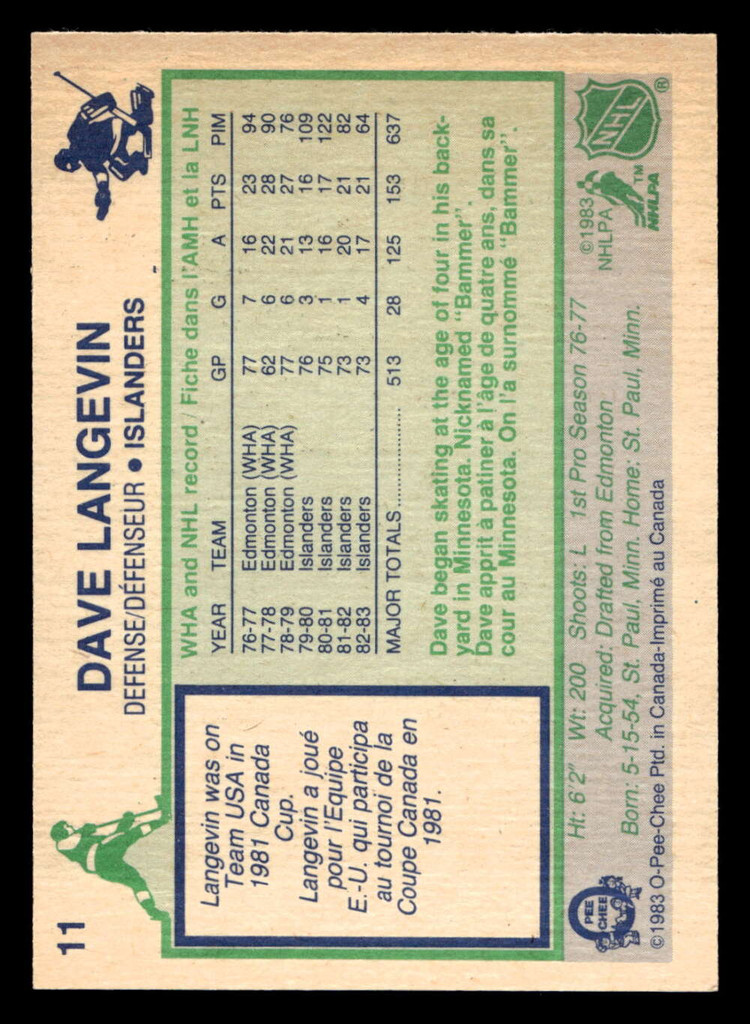 11
DAVE LANGEVIN
DEFENSE/DÉFENSEUR • ISLANDERS
Langevin was on
Team USA in
1981 Canada
Cup.
Langevin a joué
pour l'Equipe
E.-U. qui participa
au tournoi de la
Coupe Canada en
1981.
WHA and NHL record / Fiche dans l'AMH et la LNH
YEAR TEAM GP G A PTS PIM
76-77 Edmonton (WHA) 77 7 16 23 94
77-78 Edmonton (WHA) 62 6 22 28 90
78-79 Edmonton (WHA) 77 6 21 27 76
79-80 Islanders 76 3 13 16 109
80-81 Islanders 75 1 16 17 122
81-82 Islanders 73 1 20 21 82
82-83 Islanders 73 4 17 21 64
MAJOR TOTALS .................. 513 28 125 153 637
Dave began skating at the age of four in his back-
yard in Minnesota. Nicknamed "Bammer".
Dave apprit à patiner à l'âge de quatre ans, dans sa
cour au Minnesota. On l'a surnommé "Bammer".
Ht: 6'2" Wt: 200 Shoots: L 1st Pro Season 76-77
Acquired: Drafted from Edmonton
Born: 5-15-54, St. Paul, Minn. Home: St. Paul, Minn.
©1983 O-Pee-Chee Ptd. in Canada-Imprimé au Canada
O
PEE
CHEE
©1983
NHLPA
TM
NHLPA
NHL
®